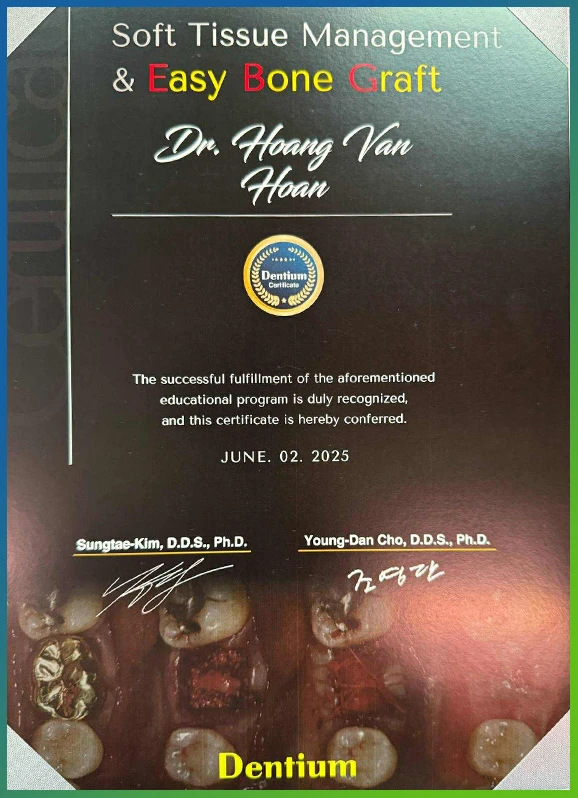 Soft Tissue Management
& Easy Bone Graft
Dr. Hoang Van
Hoan
Dentium
Certificate
The successful fulfillment of the aforementioned
educational program is duly recognized,
and this certificate is hereby conferred.
JUNE. 02. 2025
Sungtae-Kim, D.D.S., Ph.D.
Young-Dan Cho, D.D.S., Ph.D.
조영단
Dentium